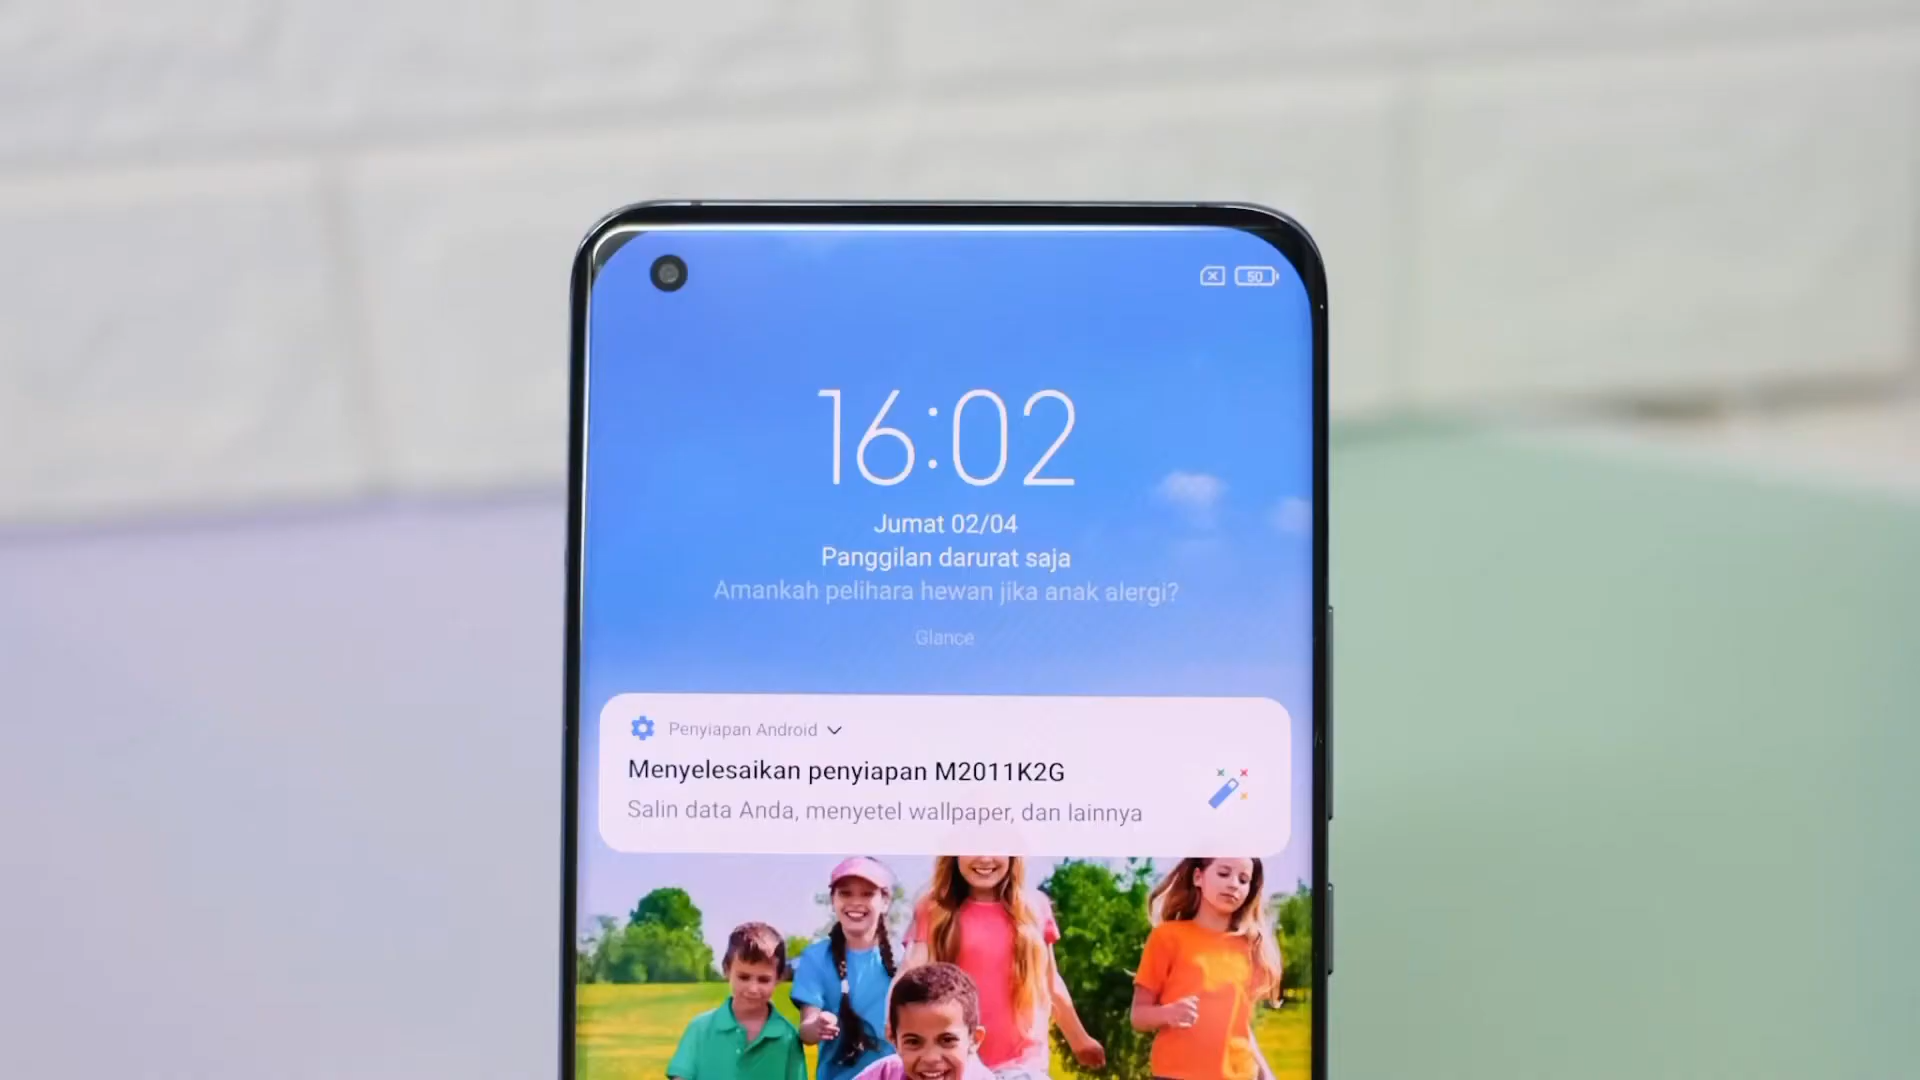 50
16:02
Jumat 02/04
Panggilan darurat saja
Amankah pelihara hewan jika anak alergi?
Glance
Penyiapan Android
Menyelesaikan penyiapan M2011K2G
Salin data Anda, menyetel wallpaper, dan lainnya